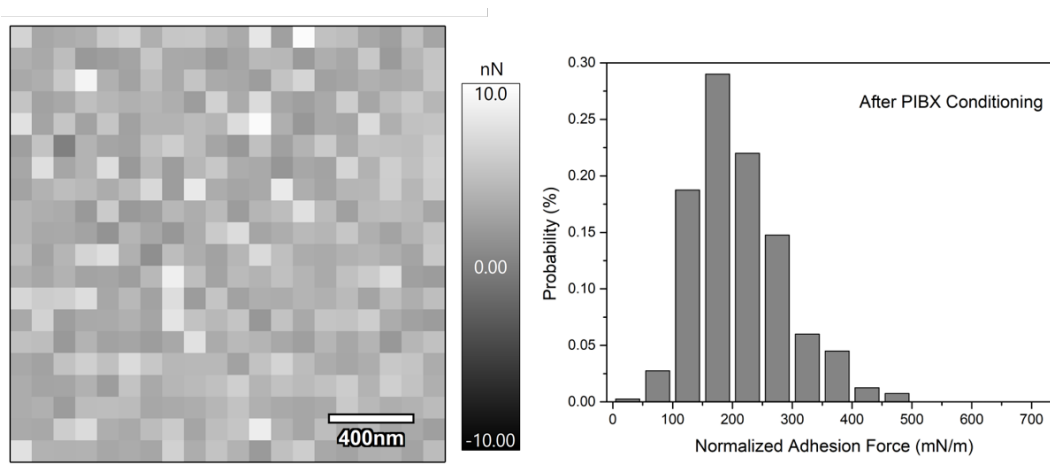 nN
10.0
0.00
-10.00
400nm
0.30
0.25
0.20
0.15
0.10
0.05
0.00
Probability (%)
After PIBX Conditioning
0 100 200 300 400 500 600 700
Normalized Adhesion Force (mN/m)